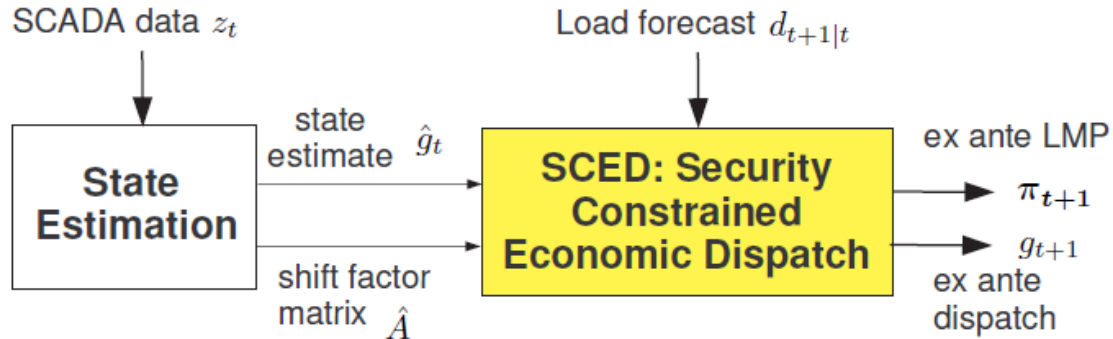 SCADA data z_t
Load forecast d_{t+1|t}
state
estimate ĝ_t
State
Estimation
shift factor
matrix Â
SCED: Security
Constrained
Economic Dispatch
ex ante LMP
π_{t+1}
g_{t+1}
ex ante
dispatch